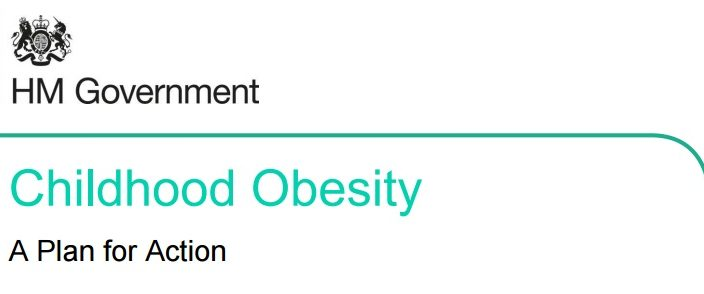 HM Government
Childhood Obesity
A Plan for Action